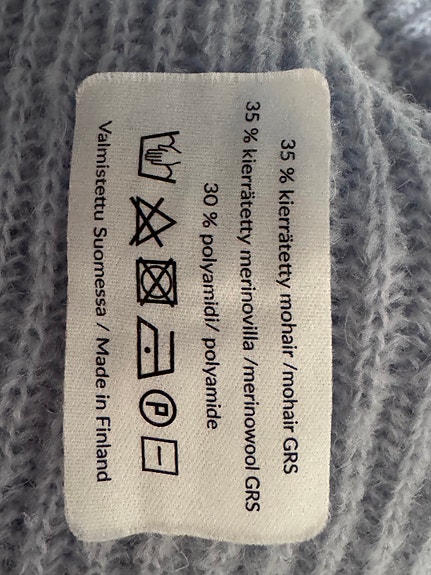 35 % kierrätetty mohair /mohair GRS
35 % kierrätetty merinovilla /merinowool GRS
30 % polyamidi/ polyamide
P
Valmistettu Suomessa / Made in Finland